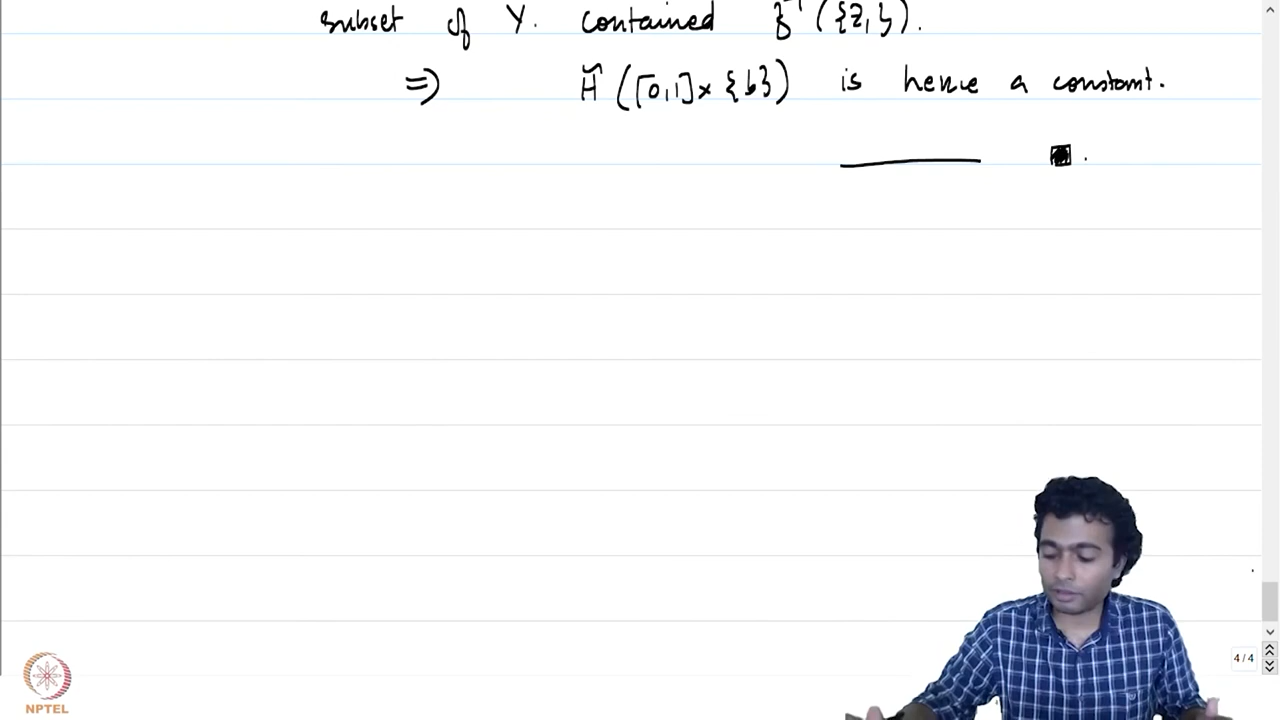 subset of Y. contained z⁻¹({z₁}).
⇒ H̃([0,1]×{b}) is hence a constant.
4/4
NPTEL